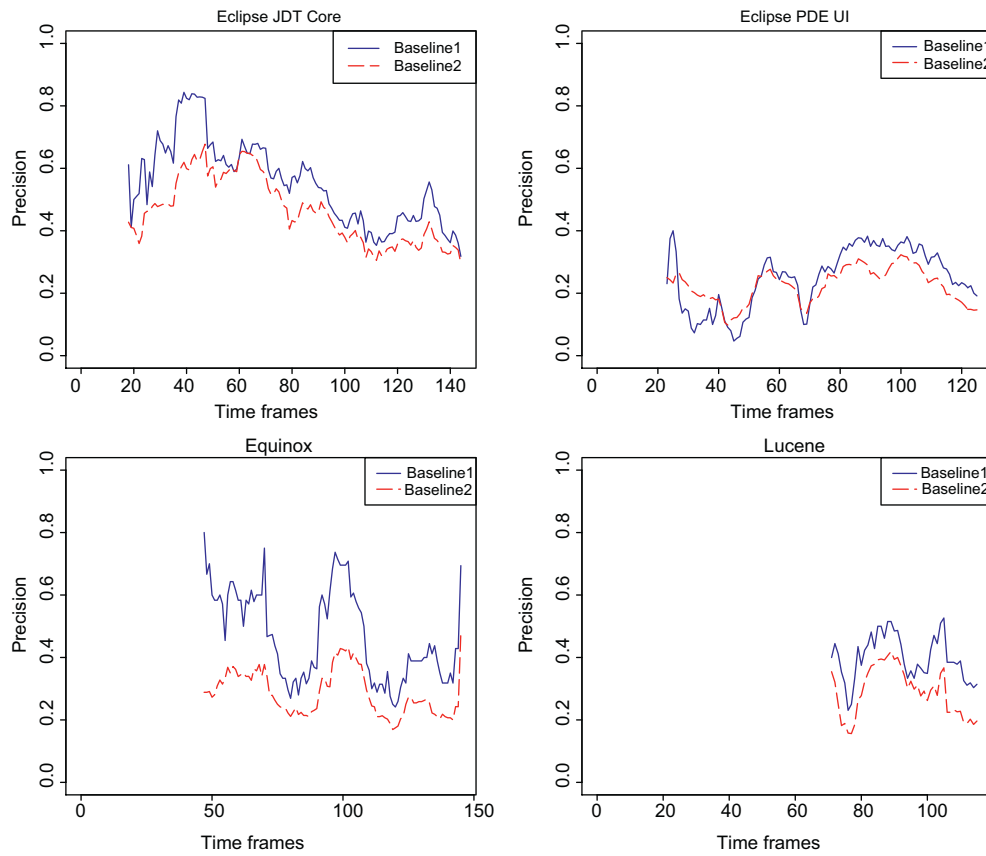 Eclipse JDT Core
Precision
0.0 0.2 0.4 0.6 0.8 1.0
Baseline1
Baseline2
0 20 40 60 80 100 120 140
Time frames
Eclipse PDE UI
Precision
0.0 0.2 0.4 0.6 0.8 1.0
Baseline1
Baseline2
0 20 40 60 80 100 120
Time frames
Equinox
Precision
0.0 0.2 0.4 0.6 0.8 1.0
Baseline1
Baseline2
0 50 100 150
Time frames
Lucene
Precision
0.0 0.2 0.4 0.6 0.8 1.0
Baseline1
Baseline2
0 20 40 60 80 100
Time frames